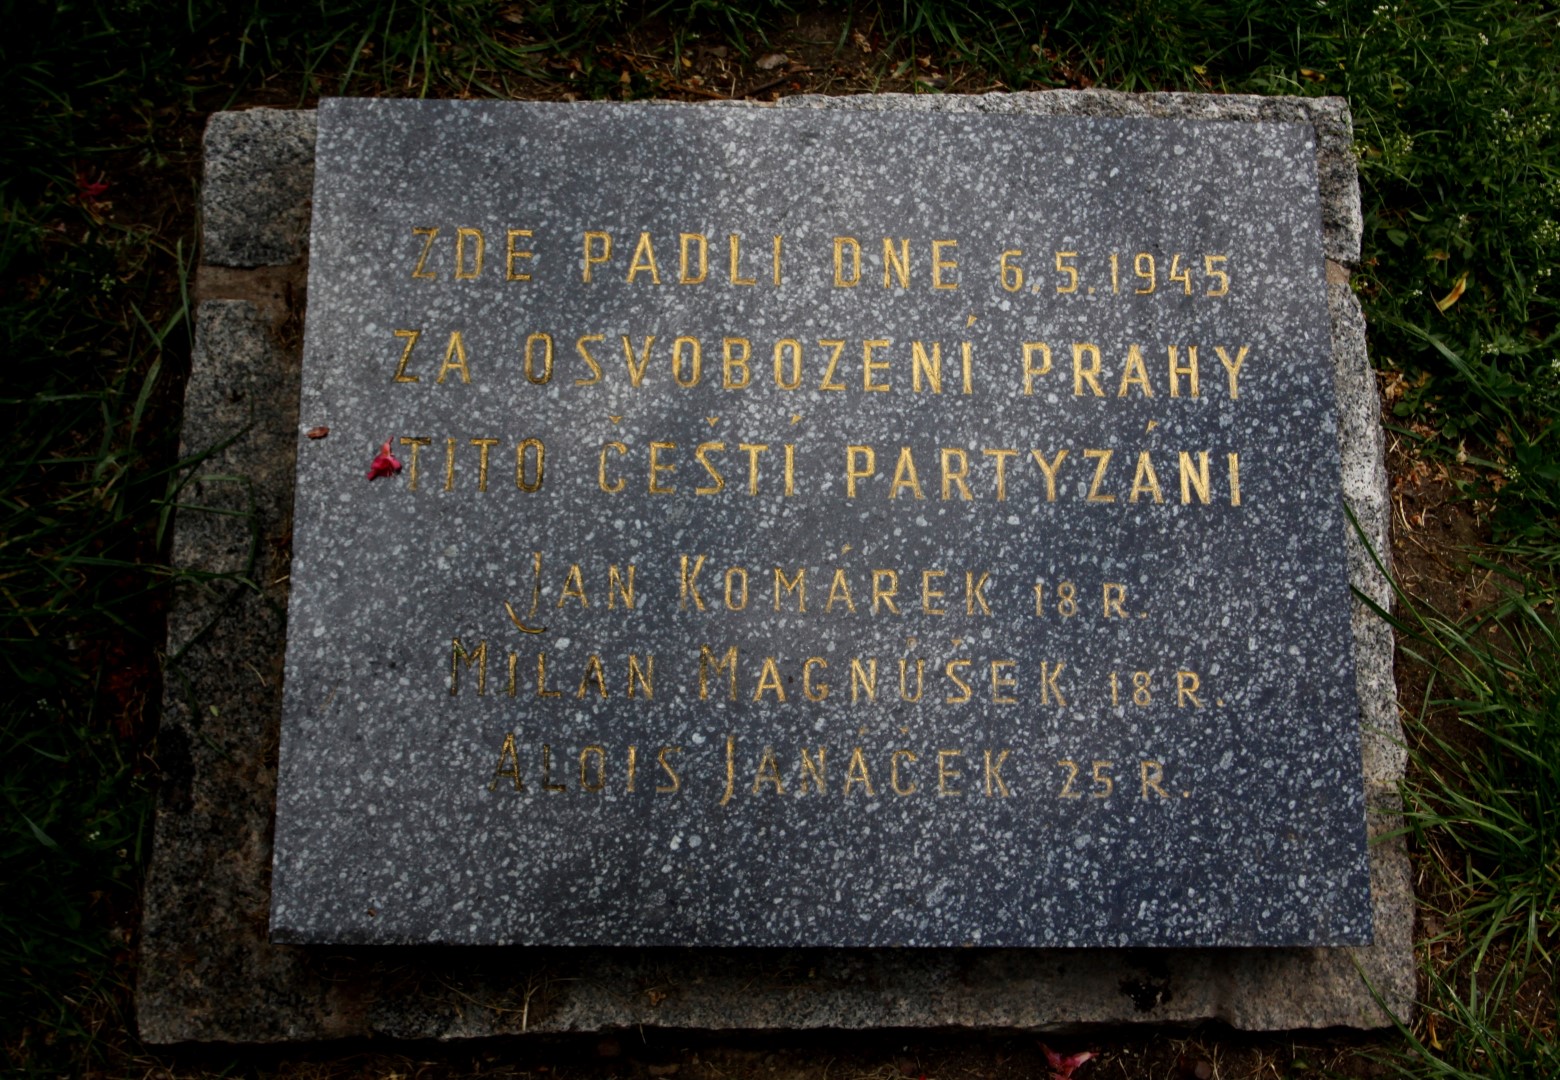 ZDE PADLI DNE 6.5.1945
ZA OSVOBOZENÍ PRAHY
TITO ČEŠTÍ PARTYZÁNI
JAN KOMÁREK 18 R.
MILAN MAGNŮŠEK 18 R.
ALOIS JANÁČEK 25 R.